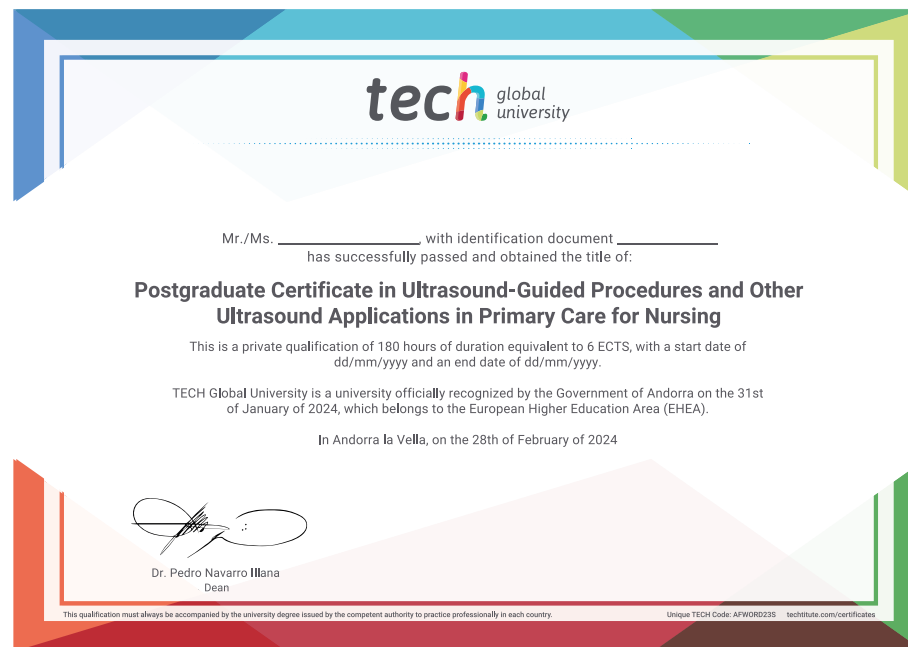 tech global
university
Mr./Ms. ____________, with identification document ____________
has successfully passed and obtained the title of:
Postgraduate Certificate in Ultrasound-Guided Procedures and Other
Ultrasound Applications in Primary Care for Nursing
This is a private qualification of 180 hours of duration equivalent to 6 ECTS, with a start date of
dd/mm/yyyy and an end date of dd/mm/yyyy.
TECH Global University is a university officially recognized by the Government of Andorra on the 31st
of January of 2024, which belongs to the European Higher Education Area (EHEA).
In Andorra la Vella, on the 28th of February of 2024
Dr. Pedro Navarro Illana
Dean
This qualification must always be accompanied by the university degree issued by the competent authority to practice professionally in each country.
Unique TECH Code: AFWORD23S techtitute.com/certificates